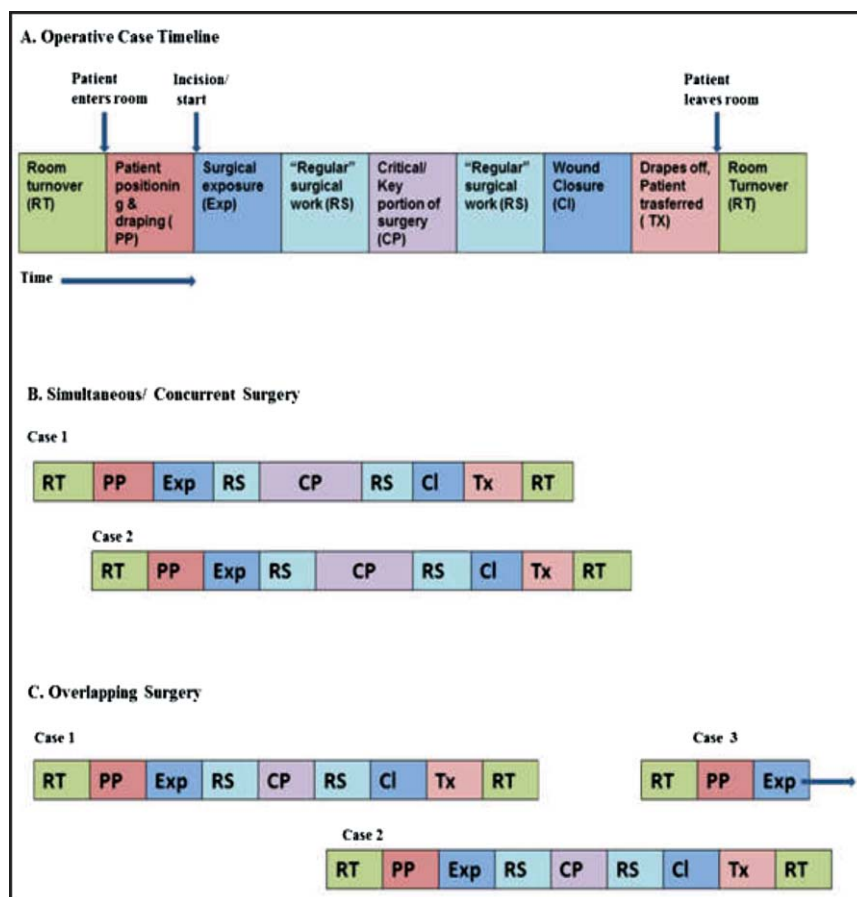 A. Operative Case Timeline
Patient
enters room
Incision/
start
Patient
leaves room
Room
turnover
(RT)
Patient
positionin
g &
draping (
PP)
Surgical
exposure
(Exp)
"Regular"
surgical
work (RS)
Critical/
Key
portion of
surgery
(CP)
"Regular"
surgical
work (RS)
Wound
Closure
(Cl)
Drapes off,
Patient
trasferred
( TX)
Room
Turnover
(RT)
Time
B. Simultaneous/ Concurrent Surgery
Case 1
RT PP Exp RS CP RS Cl Tx RT
Case 2
RT PP Exp RS CP RS Cl Tx RT
C. Overlapping Surgery
Case 1
Case 3
RT PP Exp RS CP RS Cl Tx RT
RT PP Exp
Case 2
RT PP Exp RS CP RS Cl Tx RT